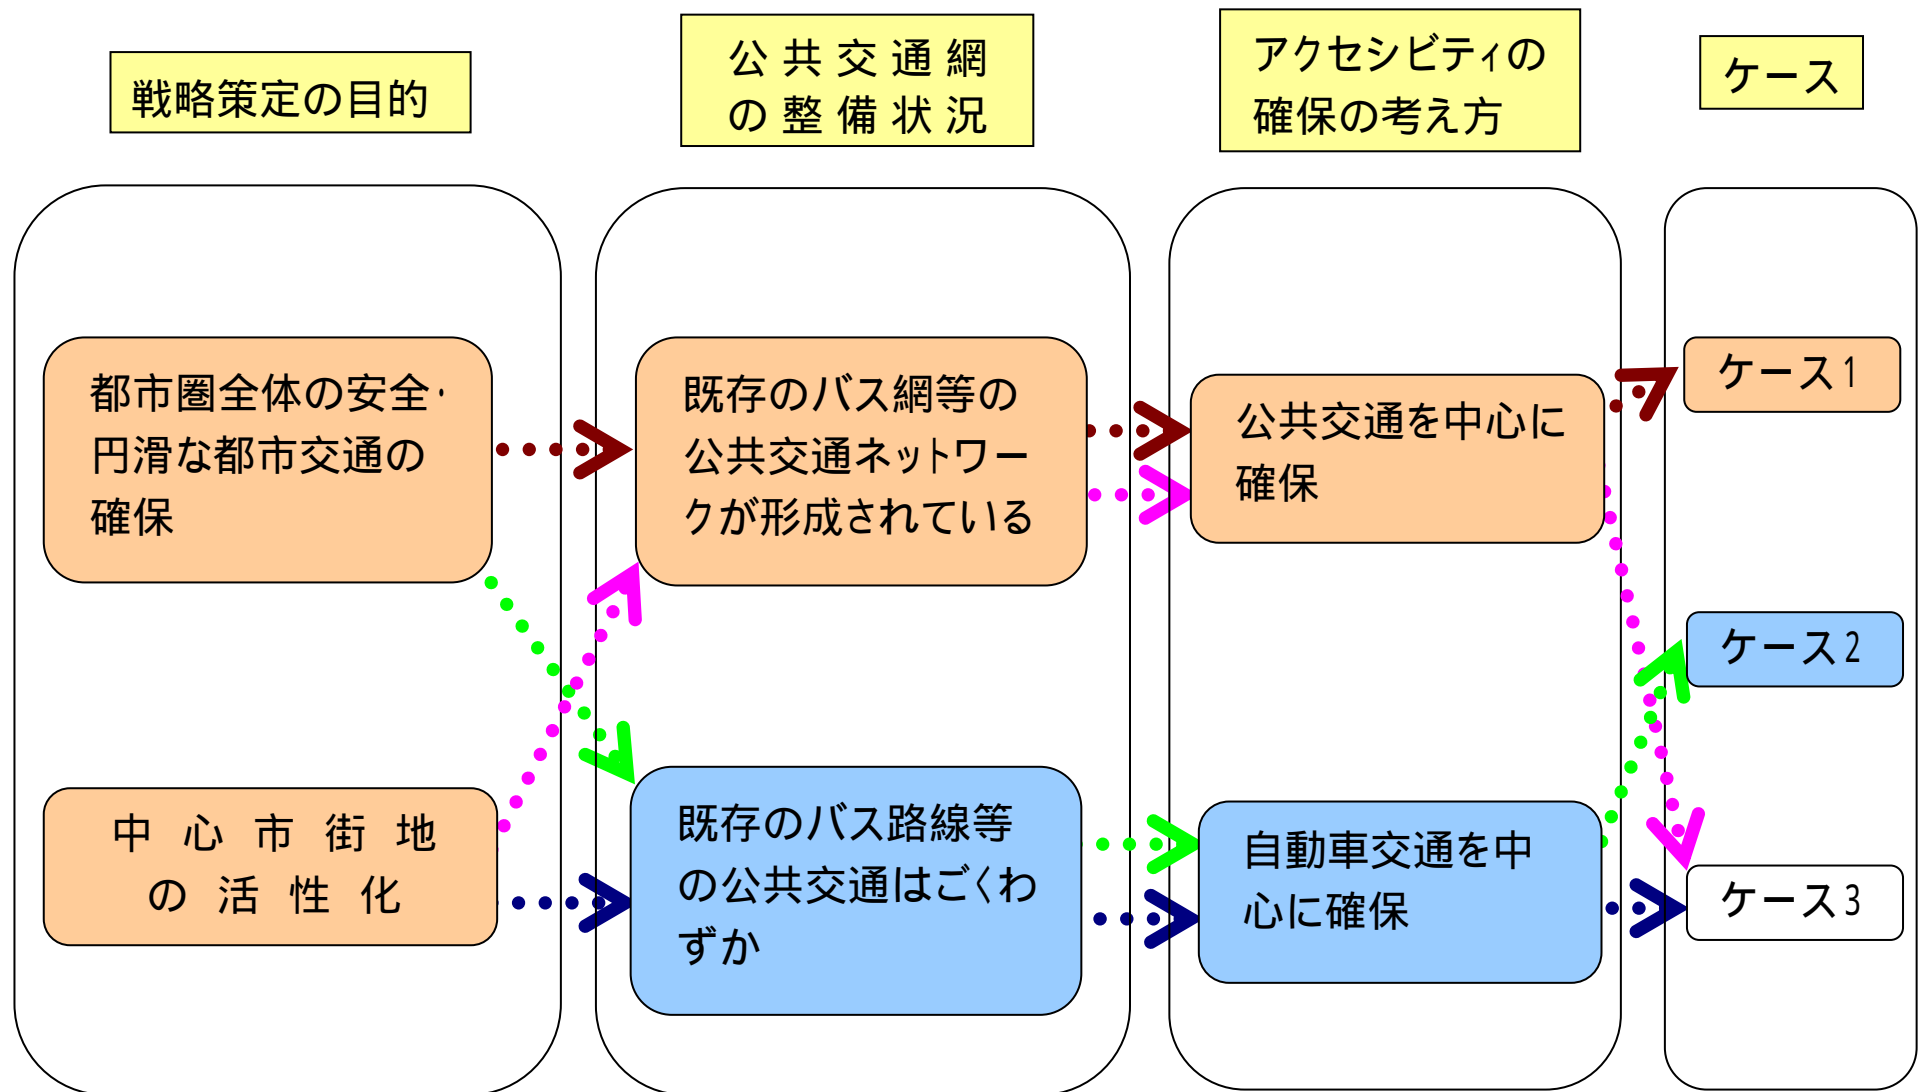 戦略策定の目的
公共交通網
の整備状況
アクセシビティの
確保の考え方
ケース
都市圏全体の安全・
円滑な都市交通の
確保
中心市街地
の活性化
既存のバス網等の
公共交通ネットワー
クが形成されている
既存のバス路線等
の公共交通はごくわ
ずか
公共交通を中心に
確保
自動車交通を中
心に確保
ケース1
ケース2
ケース3